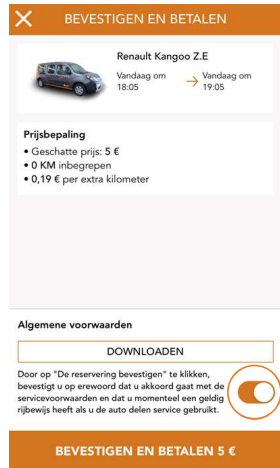 BEVESTIGEN EN BETALEN
Renault Kangoo Z.E
Vandaag om
18:05
Vandaag om
19:05
Prijsbepaling
• Geschatte prijs: 5 €
• 0 KM inbegrepen
• 0,19 € per extra kilometer
Algemene voorwaarden
DOWNLOADEN
Door op "De reservering bevestigen" te klikken,
bevestigt u op erewoord dat u akkoord gaat met de
servicevoorwaarden en dat u momenteel een geldig
rijbewijs heeft als u de auto delen service gebruikt.
BEVESTIGEN EN BETALEN 5 €